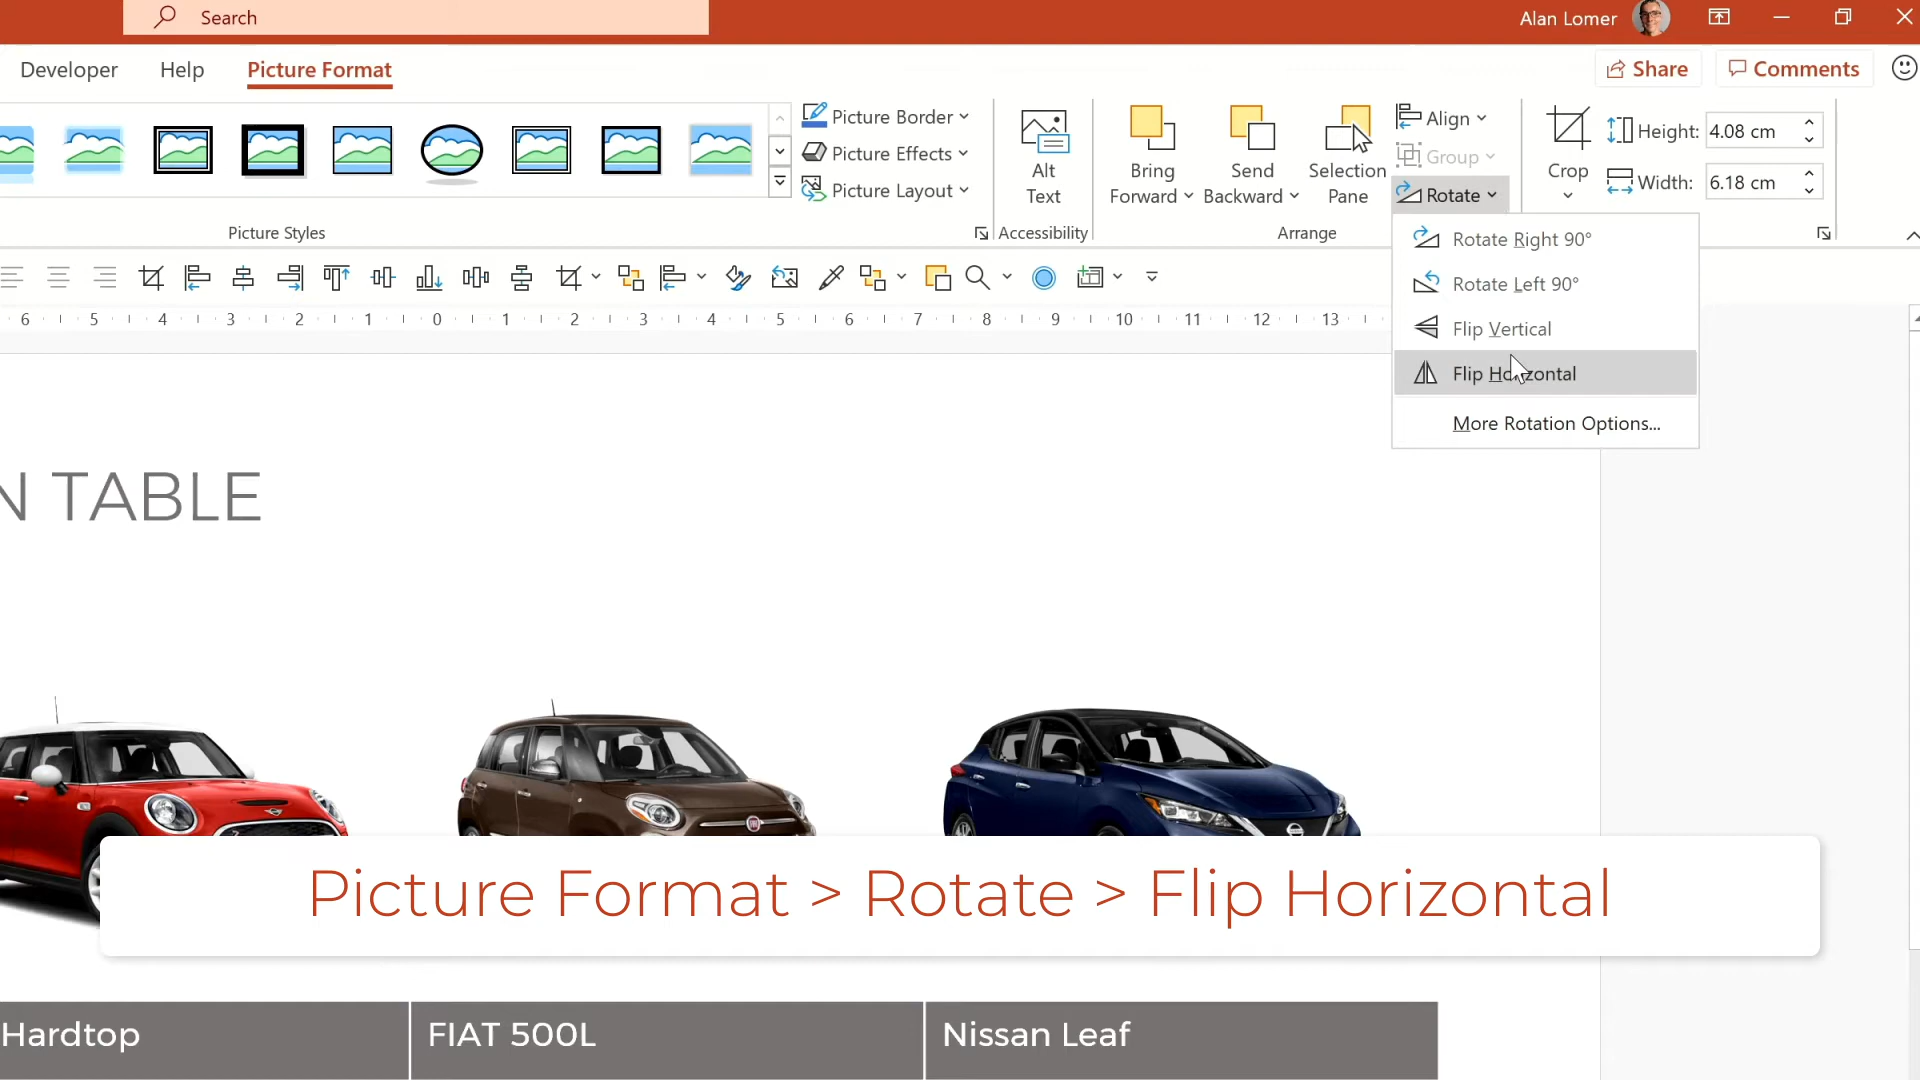 Search
Alan Lomer
Developer
Help
Picture Format
Share
Comments
Picture Border
Picture Effects
Picture Layout
Alt
Text
Bring
Forward
Send
Backward
Selection
Pane
Align
Group
Rotate
Crop
Height: 4.08 cm
Width: 6.18 cm
Picture Styles
Accessibility
Arrange
Rotate Right 90°
Rotate Left 90°
Flip Vertical
Flip Horizontal
More Rotation Options...
6 5 4 3 2 1 0 1 2 3 4 5 6 7 8 9 10 11 12 13
N TABLE
Picture Format > Rotate > Flip Horizontal
Hardtop
FIAT 500L
Nissan Leaf